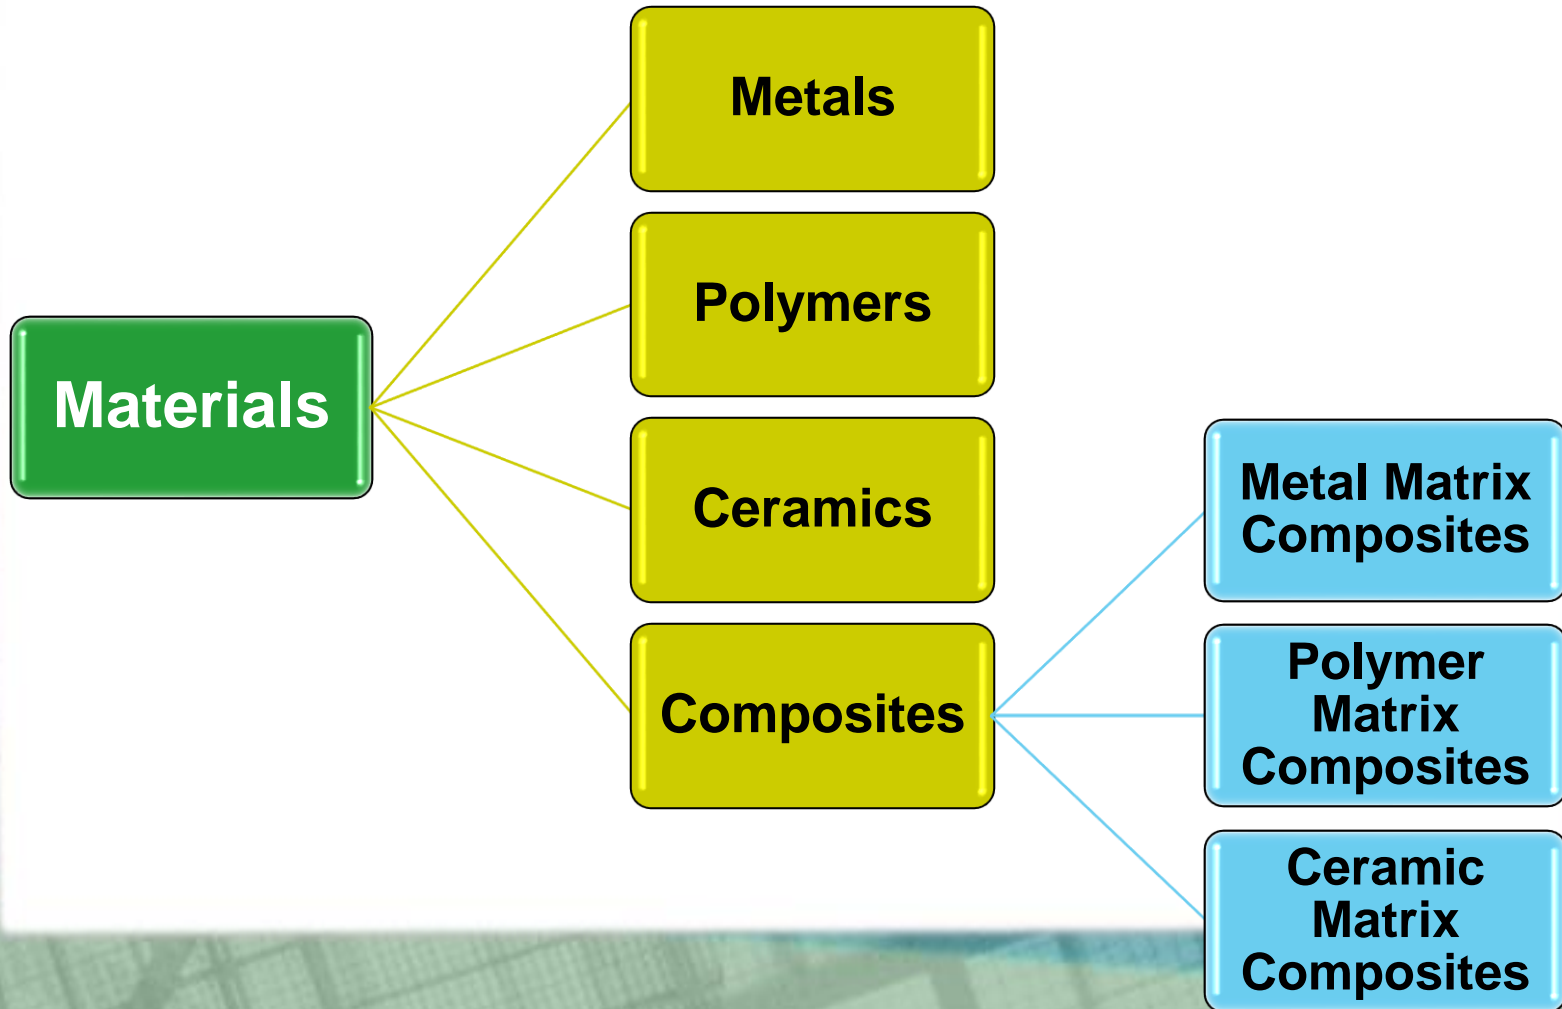 Materials
Metals
Polymers
Ceramics
Composites
Metal Matrix
Composites
Polymer
Matrix
Composites
Ceramic
Matrix
Composites